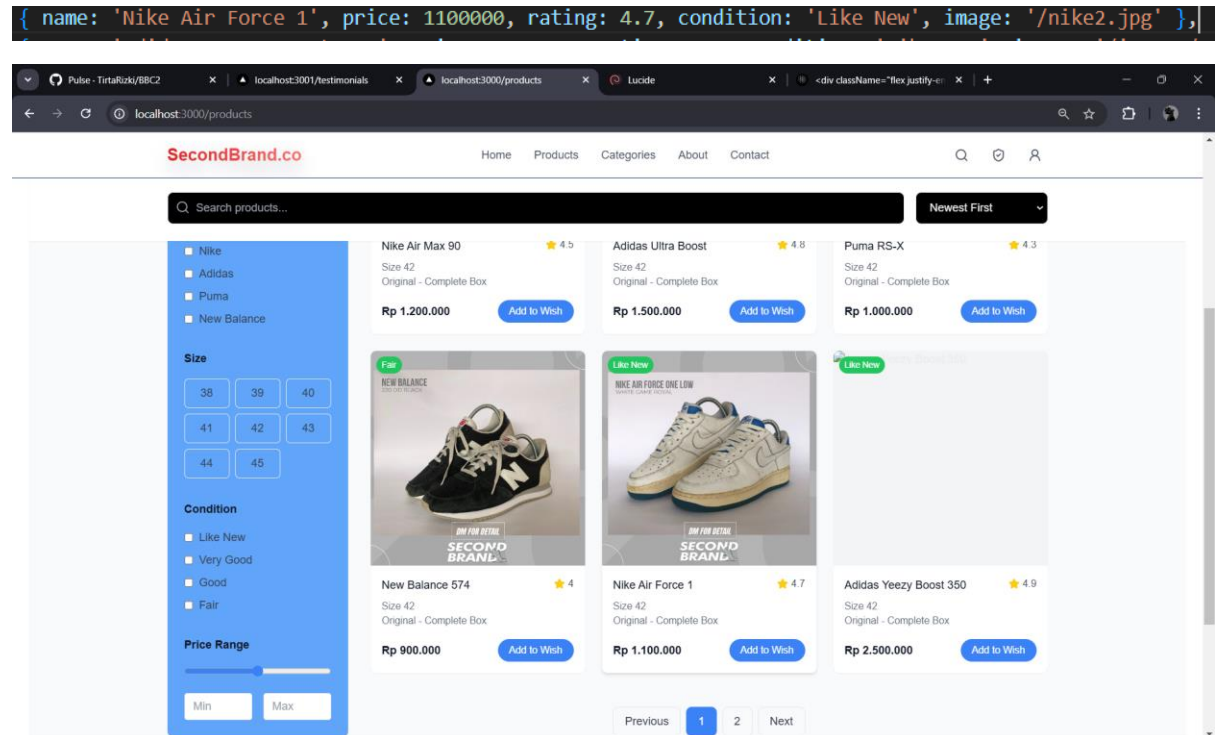 { name: 'Nike Air Force 1', price: 1100000, rating: 4.7, condition: 'Like New', image: '/nike2.jpg' },
Pulse - TirtaRizki/BBC2 localhost:3001/testimonials localhost:3000/products Lucide <div className="flex justify-en
localhost:3000/products
SecondBrand.co Home Products Categories About Contact
Search products... Newest First
Nike
Adidas
Puma
New Balance
Size
38 39 40
41 42 43
44 45
Condition
Like New
Very Good
Good
Fair
Price Range
Min Max
Nike Air Max 90 4.5
Size 42
Original - Complete Box
Rp 1.200.000 Add to Wish
Adidas Ultra Boost 4.8
Size 42
Original - Complete Box
Rp 1.500.000 Add to Wish
Puma RS-X 4.3
Size 42
Original - Complete Box
Rp 1.000.000 Add to Wish
Fair
NEW BALANCE
DM FOR DETAIL
SECOND
BRAND
New Balance 574 4
Size 42
Original - Complete Box
Rp 900.000 Add to Wish
Like New
NIKE AIR FORCE ONE LOW
WHITE GAME ROYAL
DM FOR DETAIL
SECOND
BRAND
Nike Air Force 1 4.7
Size 42
Original - Complete Box
Rp 1.100.000 Add to Wish
Like New
Adidas Yeezy Boost 350 4.9
Size 42
Original - Complete Box
Rp 2.500.000 Add to Wish
Previous 1 2 Next